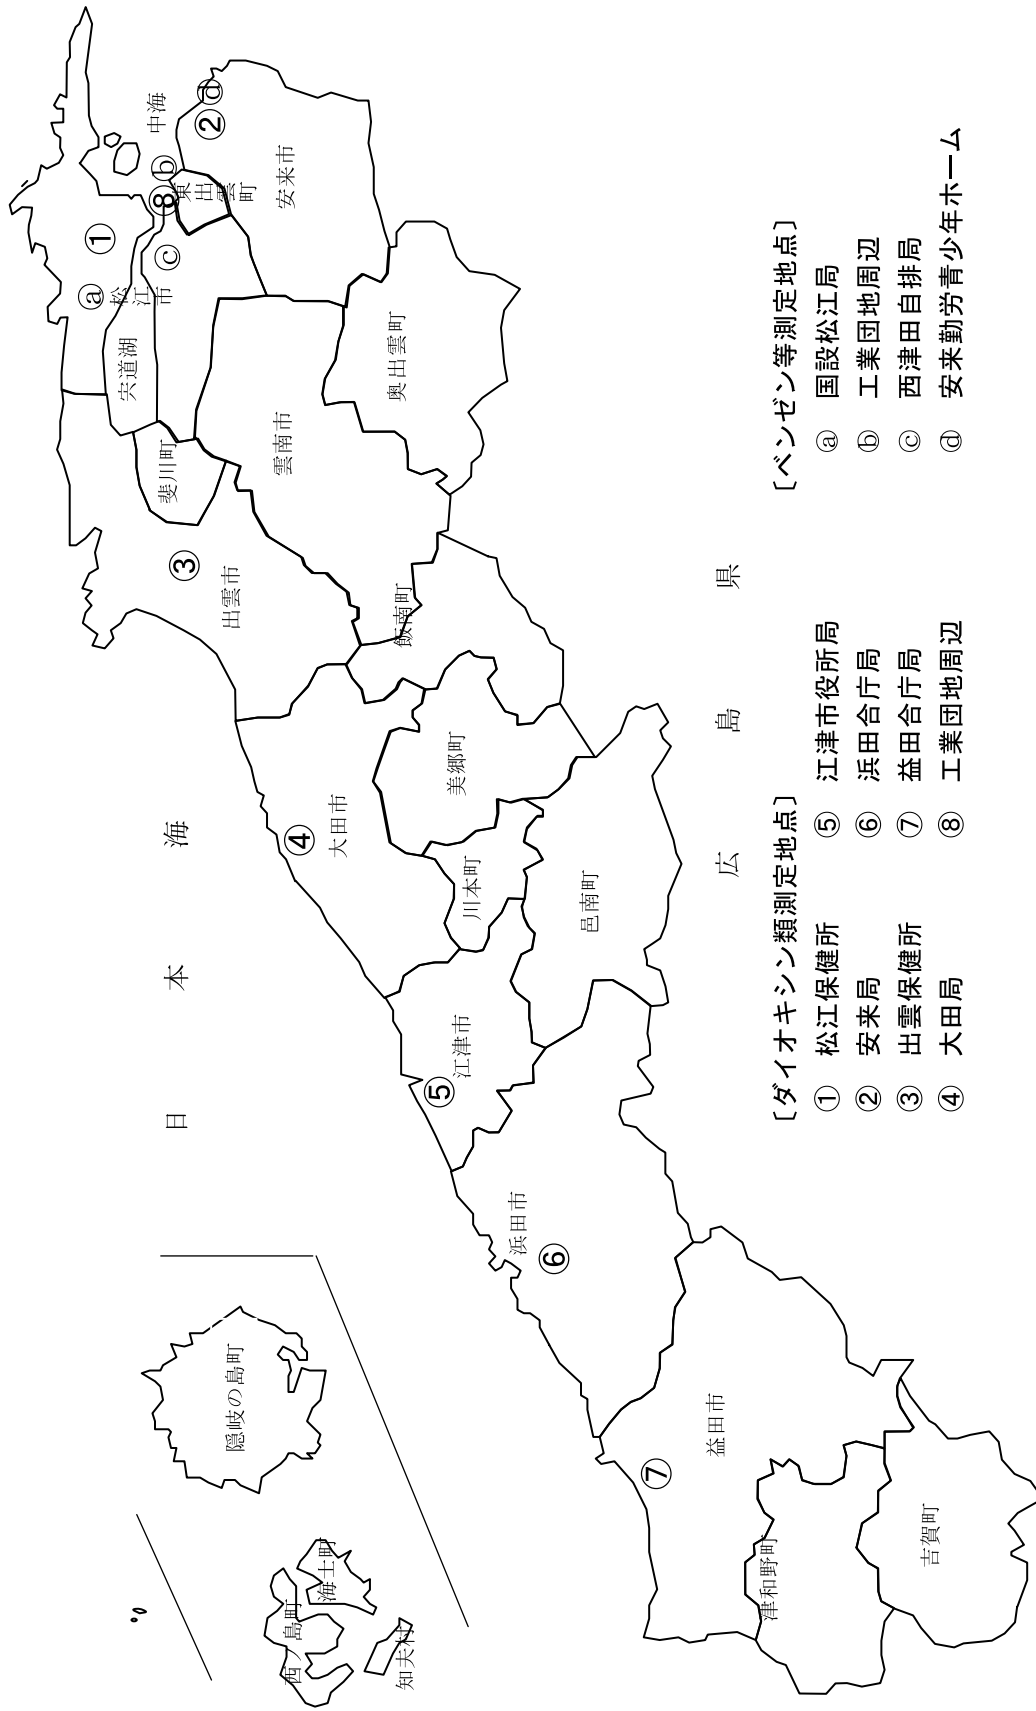 日本海
隠岐の島町
西ノ島町
海士町
知夫村
中海
①
ⓐ
松江市
宍道湖
ⓑ
⑧
東出雲町
ⓒ
②
ⓓ
安来市
斐川町
③
出雲市
雲南市
奥出雲町
飯南町
④
大田市
美郷町
川本町
邑南町
⑤
江津市
⑥
浜田市
⑦
益田市
津和野町
吉賀町
広島県
〔ダイオキシン類測定地点〕
① 松江保健所 ⑤ 江津市役所局
② 安来局 ⑥ 浜田合庁局
③ 出雲保健所 ⑦ 益田合庁局
④ 大田局 ⑧ 工業団地周辺
〔ベンゼン等測定地点〕
ⓐ 国設松江局
ⓑ 工業団地周辺
ⓒ 西津田自排局
ⓓ 安来勤労青少年ホーム